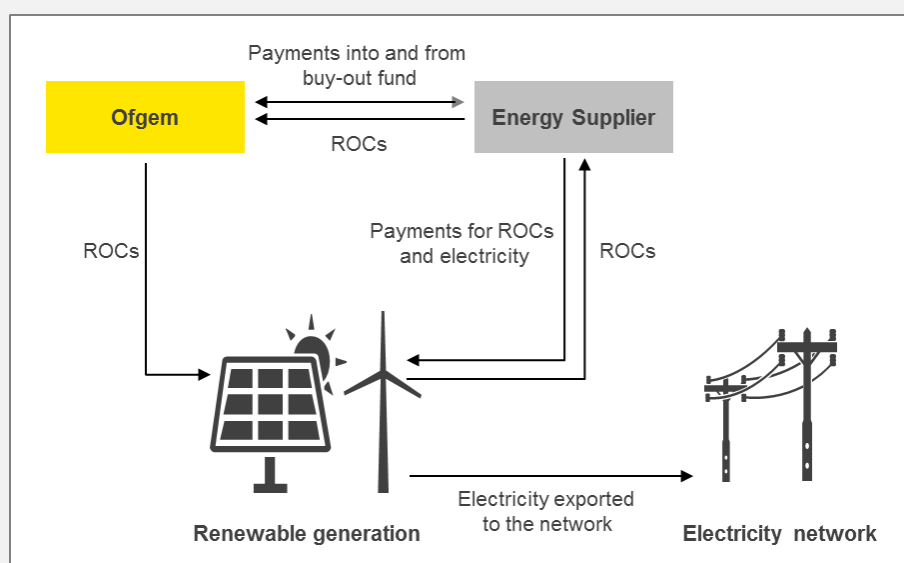 Payments into and from
buy-out fund
Ofgem
Energy Supplier
ROCs
ROCs
Payments for ROCs
and electricity
ROCs
Electricity exported
to the network
Renewable generation
Electricity network